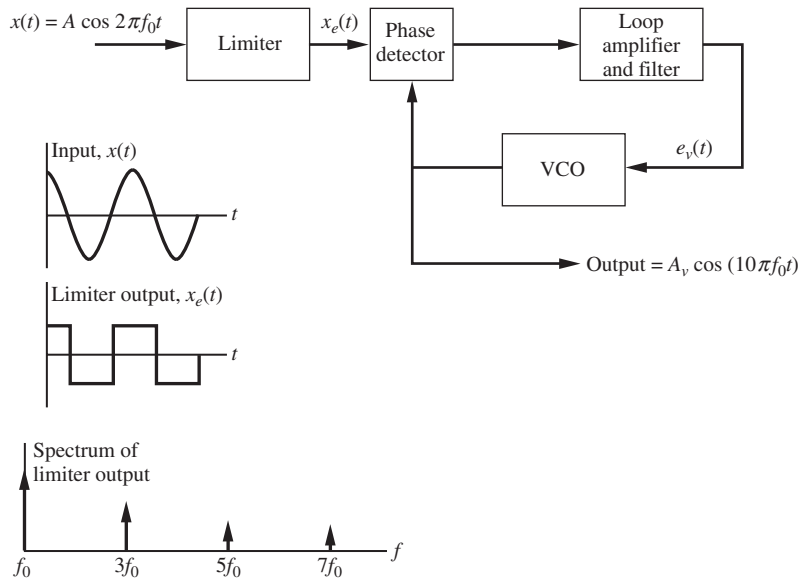 x(t) = A cos 2πf₀t
Limiter
xₑ(t)
Phase
detector
Loop
amplifier
and filter
VCO
eᵥ(t)
Output = Aᵥ cos (10πf₀t)
Input, x(t)
t
Limiter output, xₑ(t)
t
Spectrum of
limiter output
f₀
3f₀
5f₀
7f₀
f